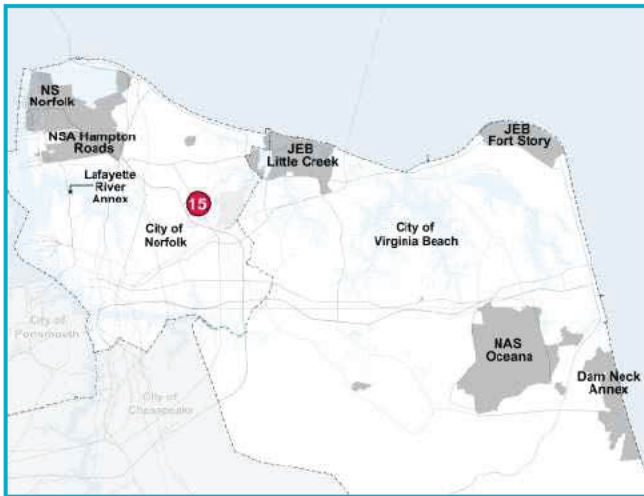 NS
Norfolk
NSA Hampton
Roads
Lafayette
River
Annex
JEB
Little Creek
JEB
Fort Story
15
City of
Norfolk
City of
Virginia Beach
City of
Portsmouth
City of
Chesapeake
NAS
Oceana
Dam Neck
Annex